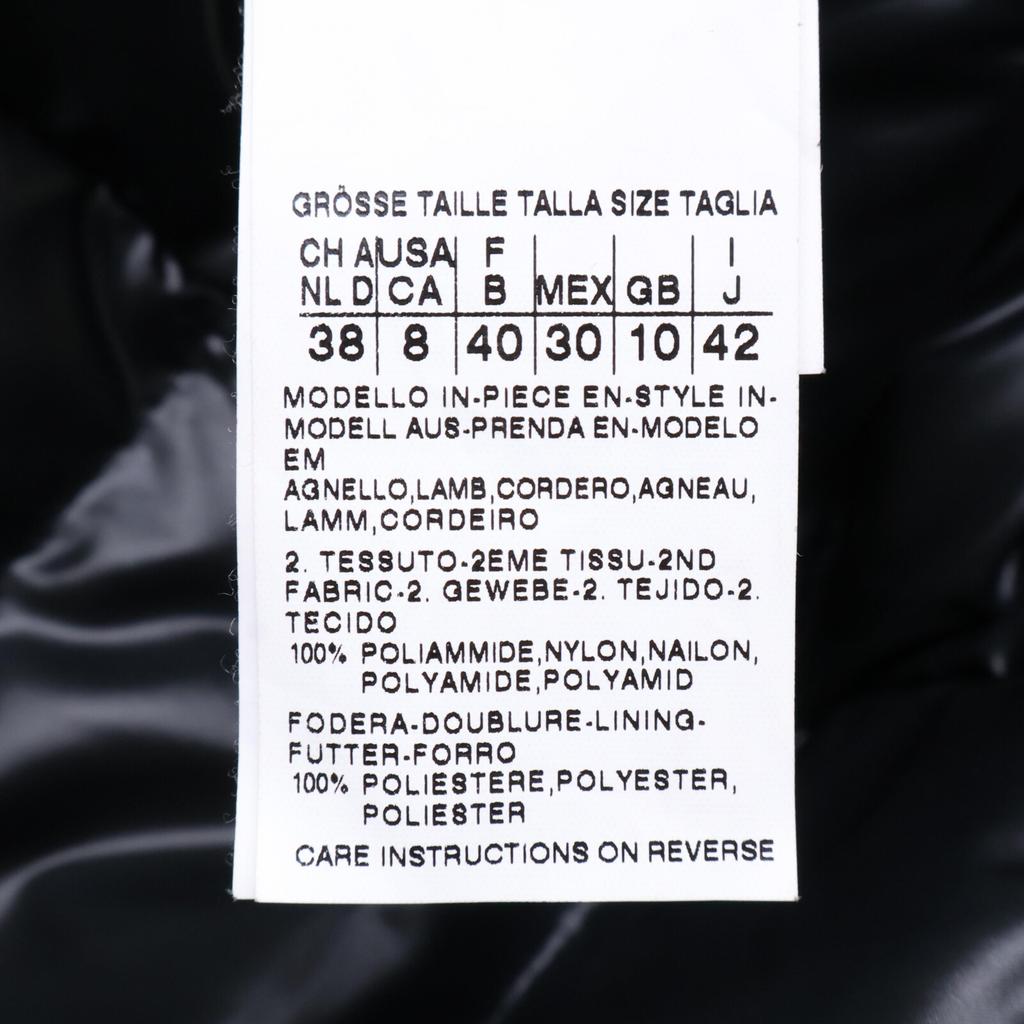 GRÖSSE TAILLE TALLA SIZE TAGLIA
CH A USA F I
NL D CA B MEX GB J
38 8 40 30 10 42
MODELLO IN-PIECE EN-STYLE IN-
MODELL AUS-PRENDA EN-MODELO
EM
AGNELLO,LAMB,CORDERO,AGNEAU,
LAMM,CORDEIRO
2. TESSUTO-2EME TISSU-2ND
FABRIC-2. GEWEBE-2. TEJIDO-2.
TECIDO
100% POLIAMMIDE,NYLON,NAILON,
POLYAMIDE,POLYAMID
FODERA-DOUBLURE-LINING-
FUTTER-FORRO
100% POLIESTERE,POLYESTER,
POLIESTER
CARE INSTRUCTIONS ON REVERSE